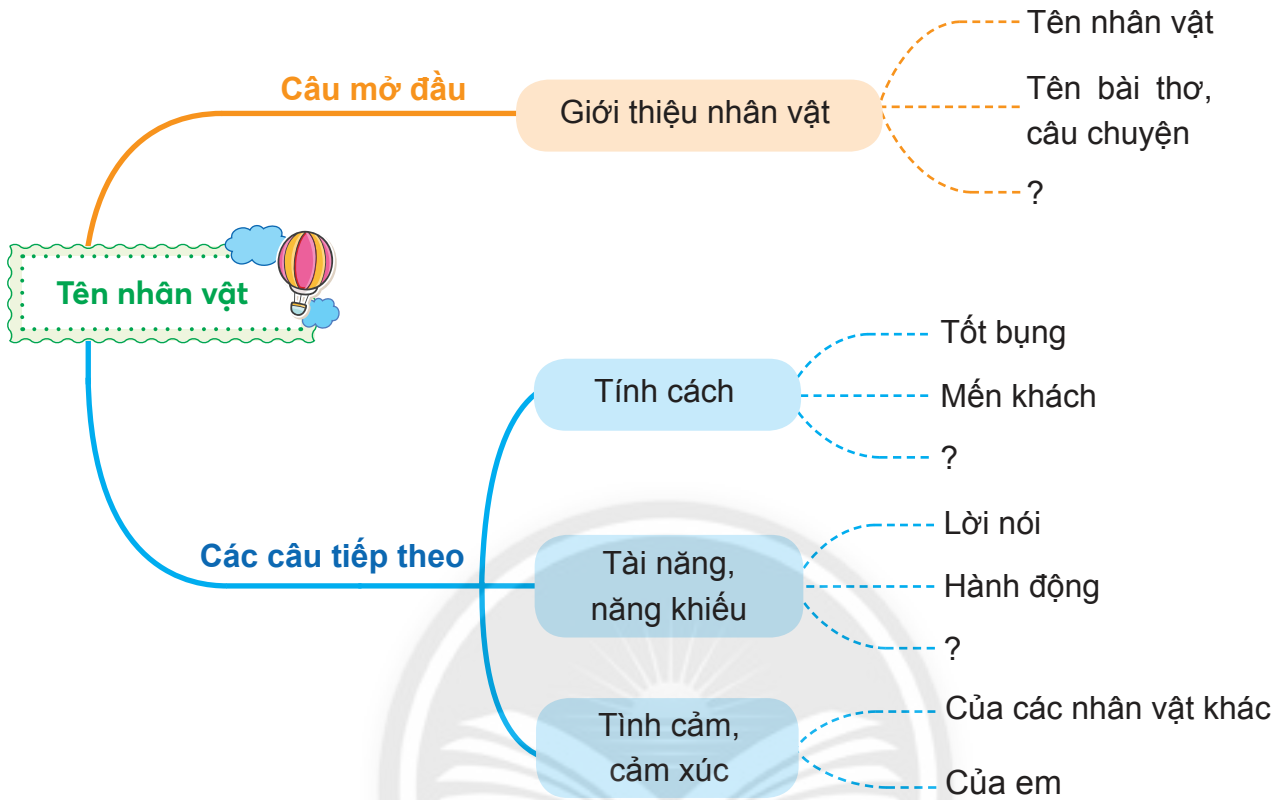 Tên nhân vật
Câu mở đầu
Giới thiệu nhân vật
Tên nhân vật
Tên bài thơ,
câu chuyện
?
Các câu tiếp theo
Tính cách
Tốt bụng
Mến khách
?
Tài năng,
năng khiếu
Lời nói
Hành động
?
Tình cảm,
cảm xúc
Của các nhân vật khác
Của em